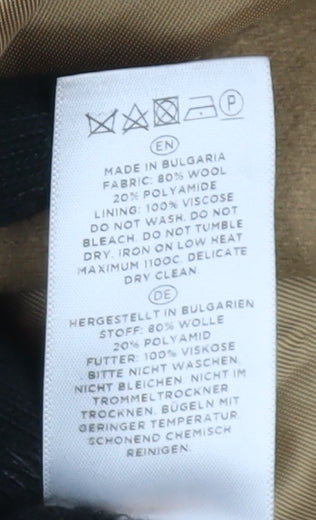 P
EN
MADE IN BULGARIA
FABRIC: 80% WOOL
20% POLYAMIDE
LINING: 100% VISCOSE
DO NOT WASH. DO NOT
BLEACH. DO NOT TUMBLE
DRY. IRON ON LOW HEAT
MAXIMUM 110OC. DELICATE
DRY CLEAN.
DE
HERGESTELLT IN BULGARIEN
STOFF: 80% WOLLE
20% POLYAMID
FUTTER: 100% VISKOSE
BITTE NICHT WASCHEN.
NICHT BLEICHEN. NICHT IM
TROMMELTROCKNER
TROCKNEN. BÜGELN MIT
GERINGER TEMPERATUR.
SCHONEND CHEMISCH
REINIGEN.